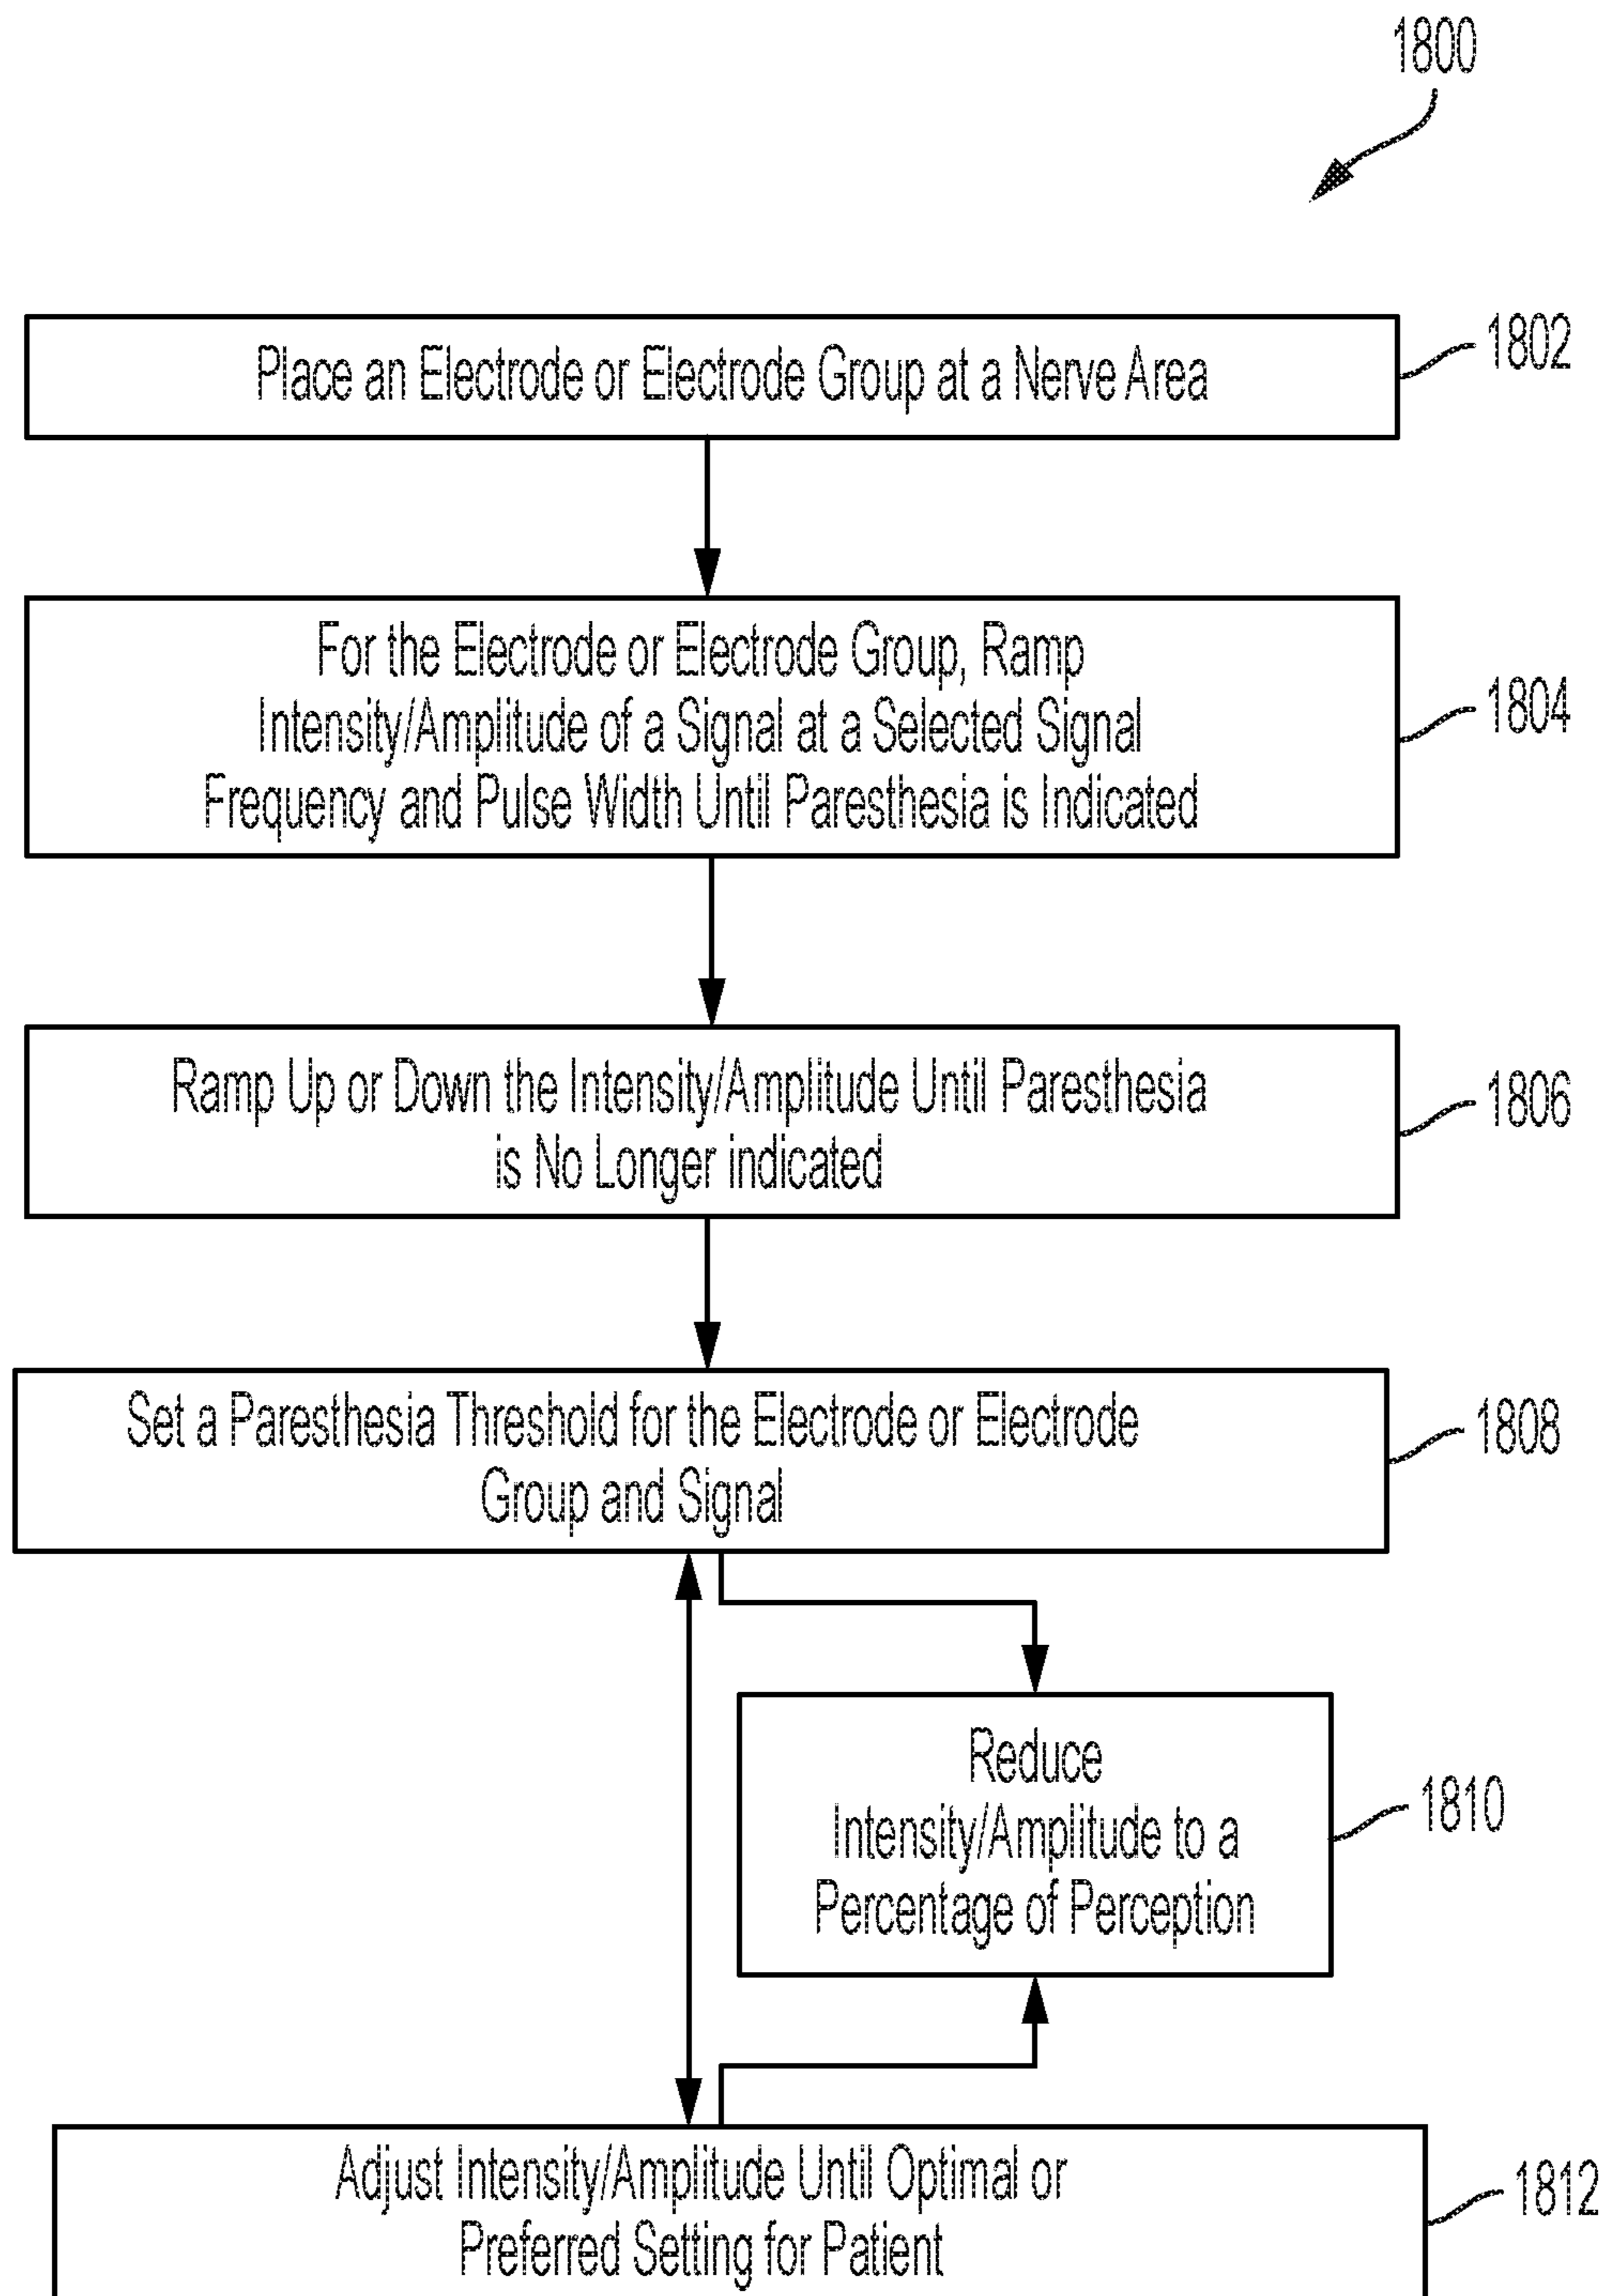 1800
Place an Electrode or Electrode Group at a Nerve Area
1802
For the Electrode or Electrode Group, Ramp
Intensity/Amplitude of a Signal at a Selected Signal
Frequency and Pulse Width Until Paresthesia is Indicated
1804
Ramp Up or Down the Intensity/Amplitude Until Paresthesia
is No Longer indicated
1806
Set a Paresthesia Threshold for the Electrode or Electrode
Group and Signal
1808
Reduce
Intensity/Amplitude to a
Percentage of Perception
1810
Adjust Intensity/Amplitude Until Optimal or
Preferred Setting for Patient
1812